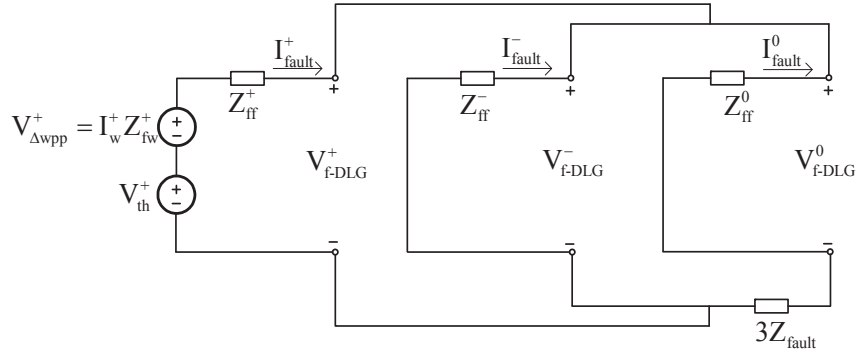 I⁺fault
I⁻fault
I⁰fault
+
+
+
Z⁺ff
Z⁻ff
Z⁰ff
V⁺Δwpp = I⁺w Z⁺fw
+
−
V⁺f-DLG
V⁻f-DLG
V⁰f-DLG
V⁺th
+
−
−
−
−
3Zfault